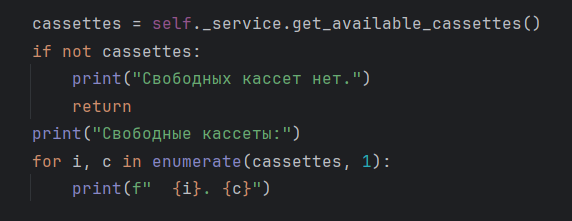 cassettes = self._service.get_available_cassettes()
if not cassettes:
    print("Свободных кассет нет.")
    return
print("Свободные кассеты:")
for i, c in enumerate(cassettes, 1):
    print(f"  {i}. {c}")